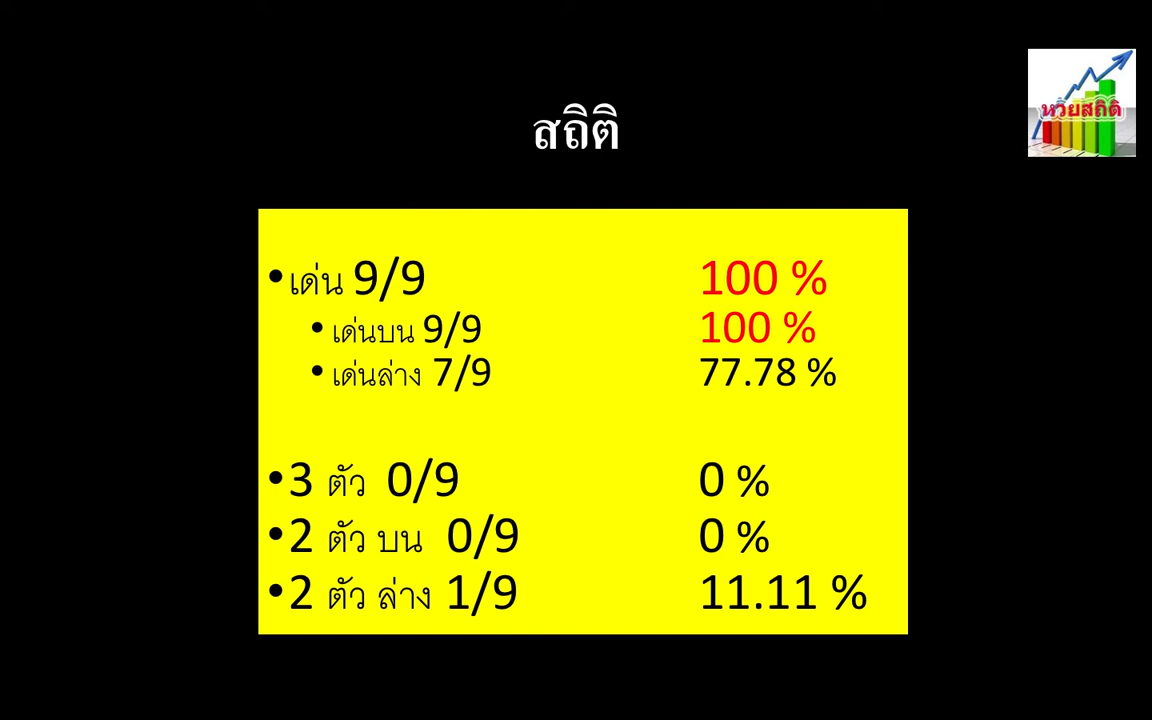 หวยสถิติ
สถิติ
•เด่น 9/9 100 %
•เด่นบน 9/9 100 %
•เด่นล่าง 7/9 77.78 %
•3 ตัว 0/9 0 %
•2 ตัว บน 0/9 0 %
•2 ตัว ล่าง 1/9 11.11 %